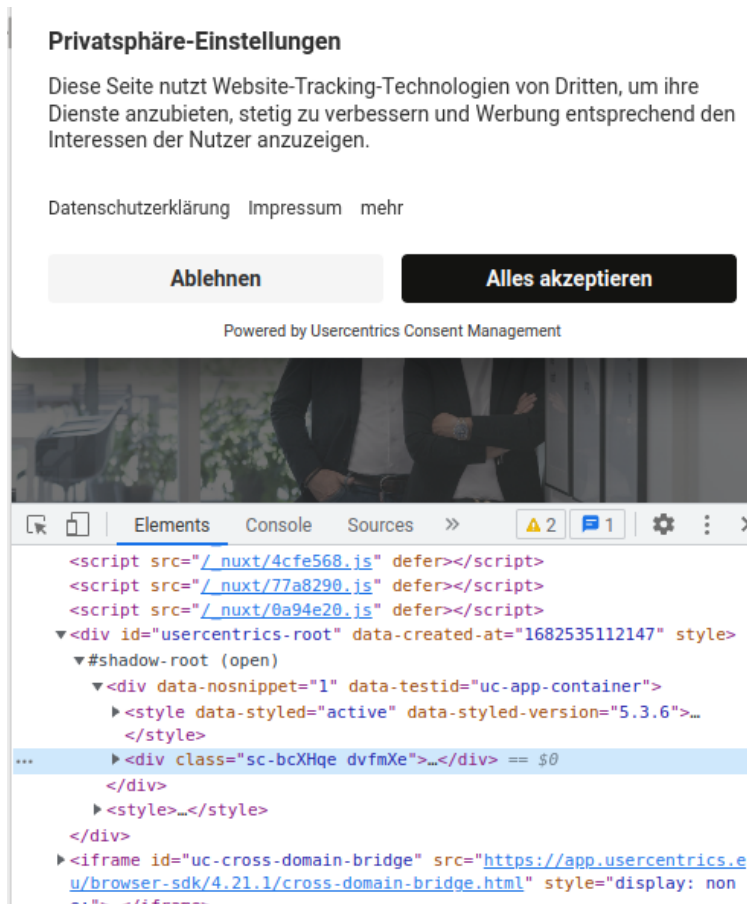 Privatsphäre-Einstellungen
Diese Seite nutzt Website-Tracking-Technologien von Dritten, um ihre
Dienste anzubieten, stetig zu verbessern und Werbung entsprechend den
Interessen der Nutzer anzuzeigen.
Datenschutzerklärung Impressum mehr
Ablehnen Alles akzeptieren
Powered by Usercentrics Consent Management
Elements Console Sources » 2 1
<script src="/_nuxt/4cfe568.js" defer></script>
<script src="/_nuxt/77a8290.js" defer></script>
<script src="/_nuxt/0a94e20.js" defer></script>
▼<div id="usercentrics-root" data-created-at="1682535112147" style>
▼#shadow-root (open)
▼<div data-nosnippet="1" data-testid="uc-app-container">
▶<style data-styled="active" data-styled-version="5.3.6">…
</style>
▶<div class="sc-bcXHqe dvfmXe">…</div> == $0
</div>
▶<style>…</style>
</div>
▶<iframe id="uc-cross-domain-bridge" src="https://app.usercentrics.e
u/browser-sdk/4.21.1/cross-domain-bridge.html" style="display: non